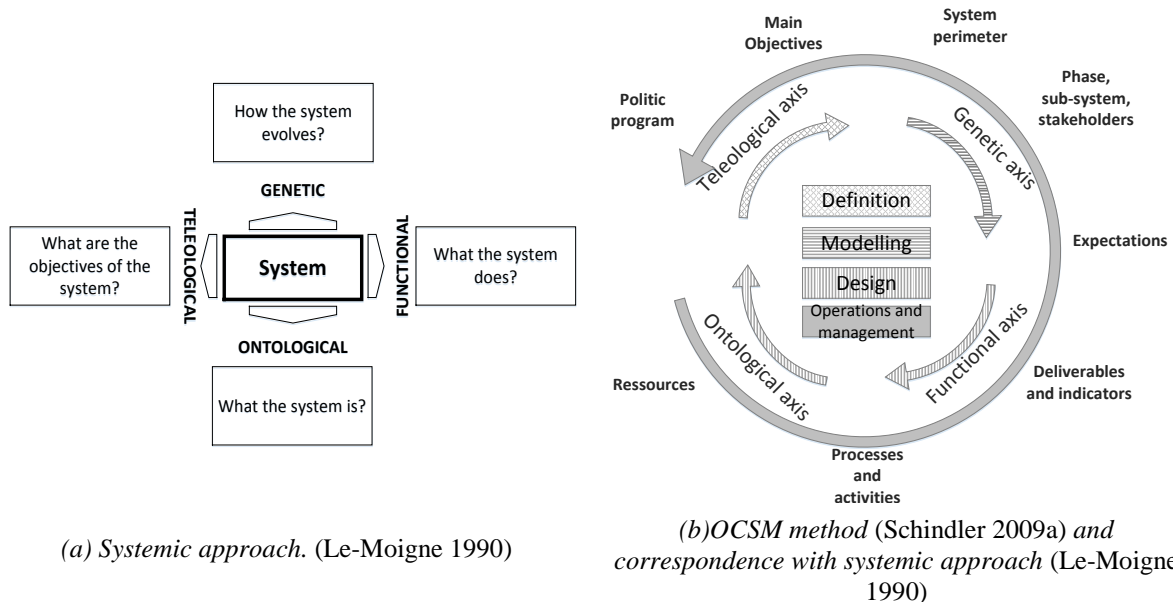 How the system
evolves?
GENETIC
TELEOLOGICAL
What are the
objectives of the
system?
System
FUNCTIONAL
What the system
does?
ONTOLOGICAL
What the system is?
(a) Systemic approach. (Le-Moigne 1990)
Main
Objectives
System
perimeter
Politic
program
Phase,
sub-system,
stakeholders
Teleological axis
Genetic axis
Definition
Modelling
Design
Operations and
management
Expectations
Ontological axis
Functional axis
Ressources
Deliverables
and indicators
Processes
and
activities
(b)OCSM method (Schindler 2009a) and
correspondence with systemic approach (Le-Moigne
1990)